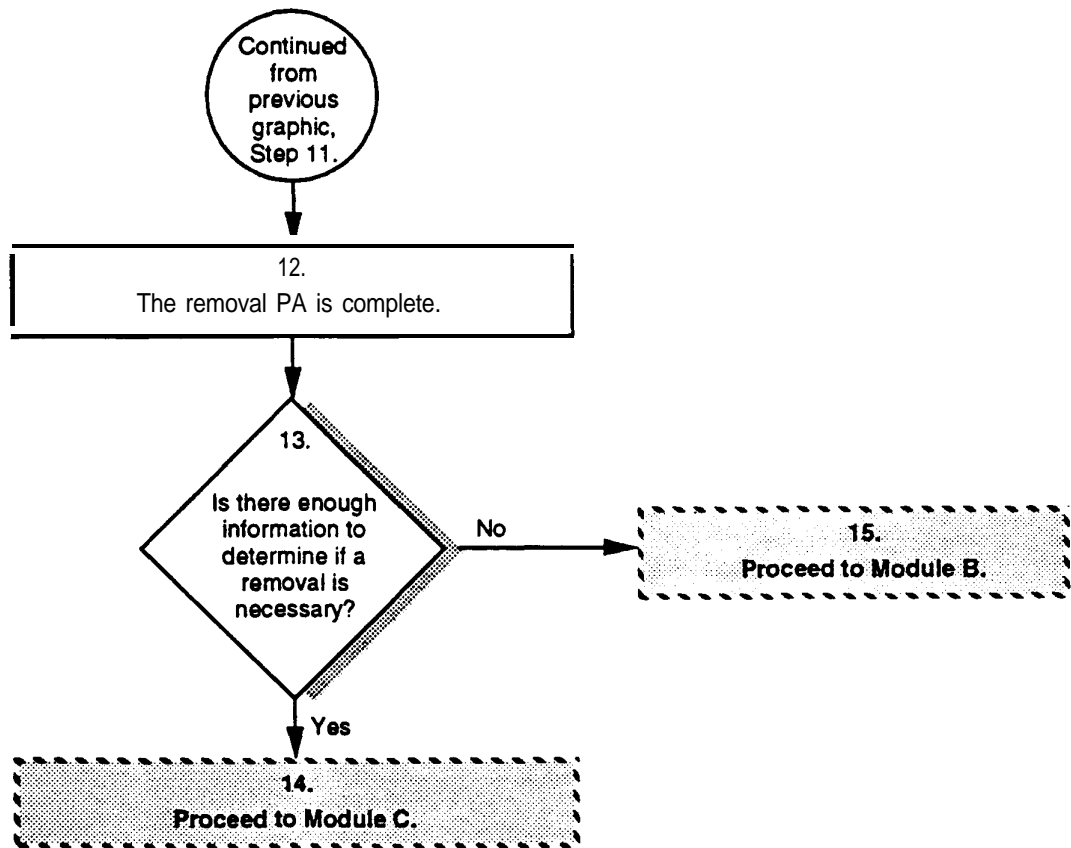 Continued
from
previous
graphic,
Step 11.
12.
The removal PA is complete.
13.
Is there enough
information to
determine if a
removal is
necessary?
No
15.
Proceed to Module B.
Yes
14.
Proceed to Module C.